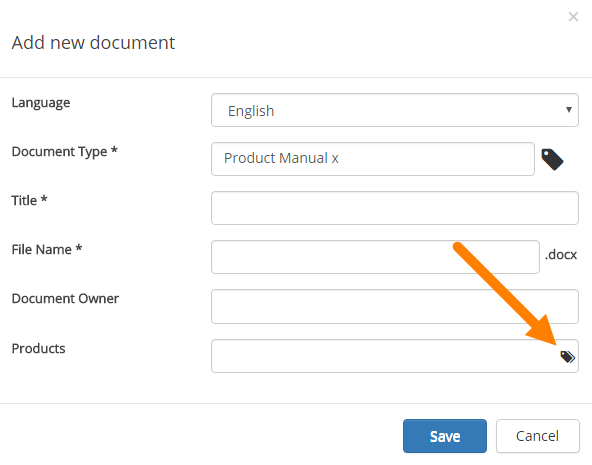 ×
Add new document
Language
English
Document Type *
Product Manual x
Title *
File Name *
.docx
Document Owner
Products
Save
Cancel